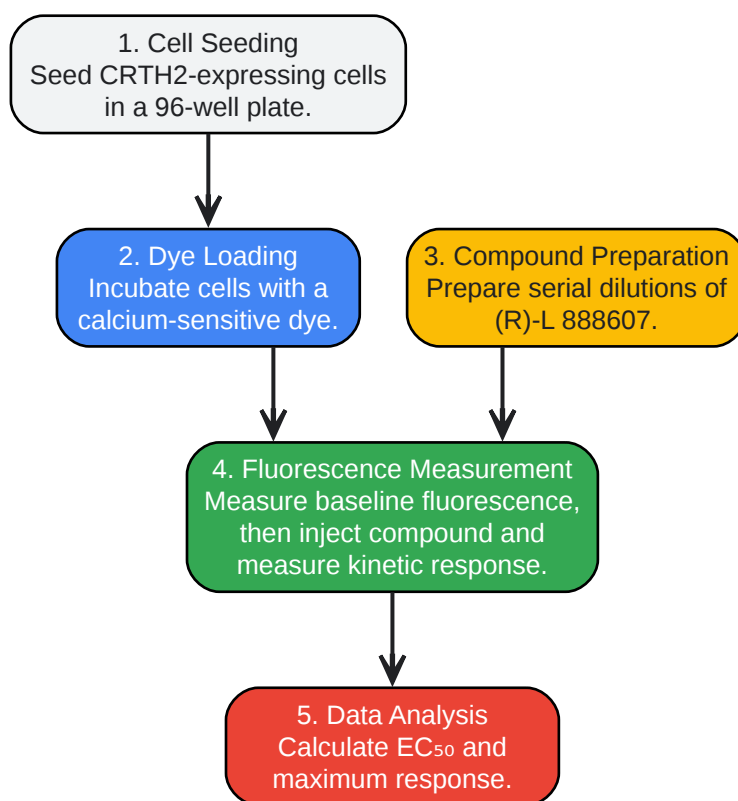 1. Cell Seeding
Seed CRTH2-expressing cells
in a 96-well plate.
2. Dye Loading
Incubate cells with a
calcium-sensitive dye.
3. Compound Preparation
Prepare serial dilutions of
(R)-L 888607.
4. Fluorescence Measurement
Measure baseline fluorescence,
then inject compound and
measure kinetic response.
5. Data Analysis
Calculate EC₅₀ and
maximum response.